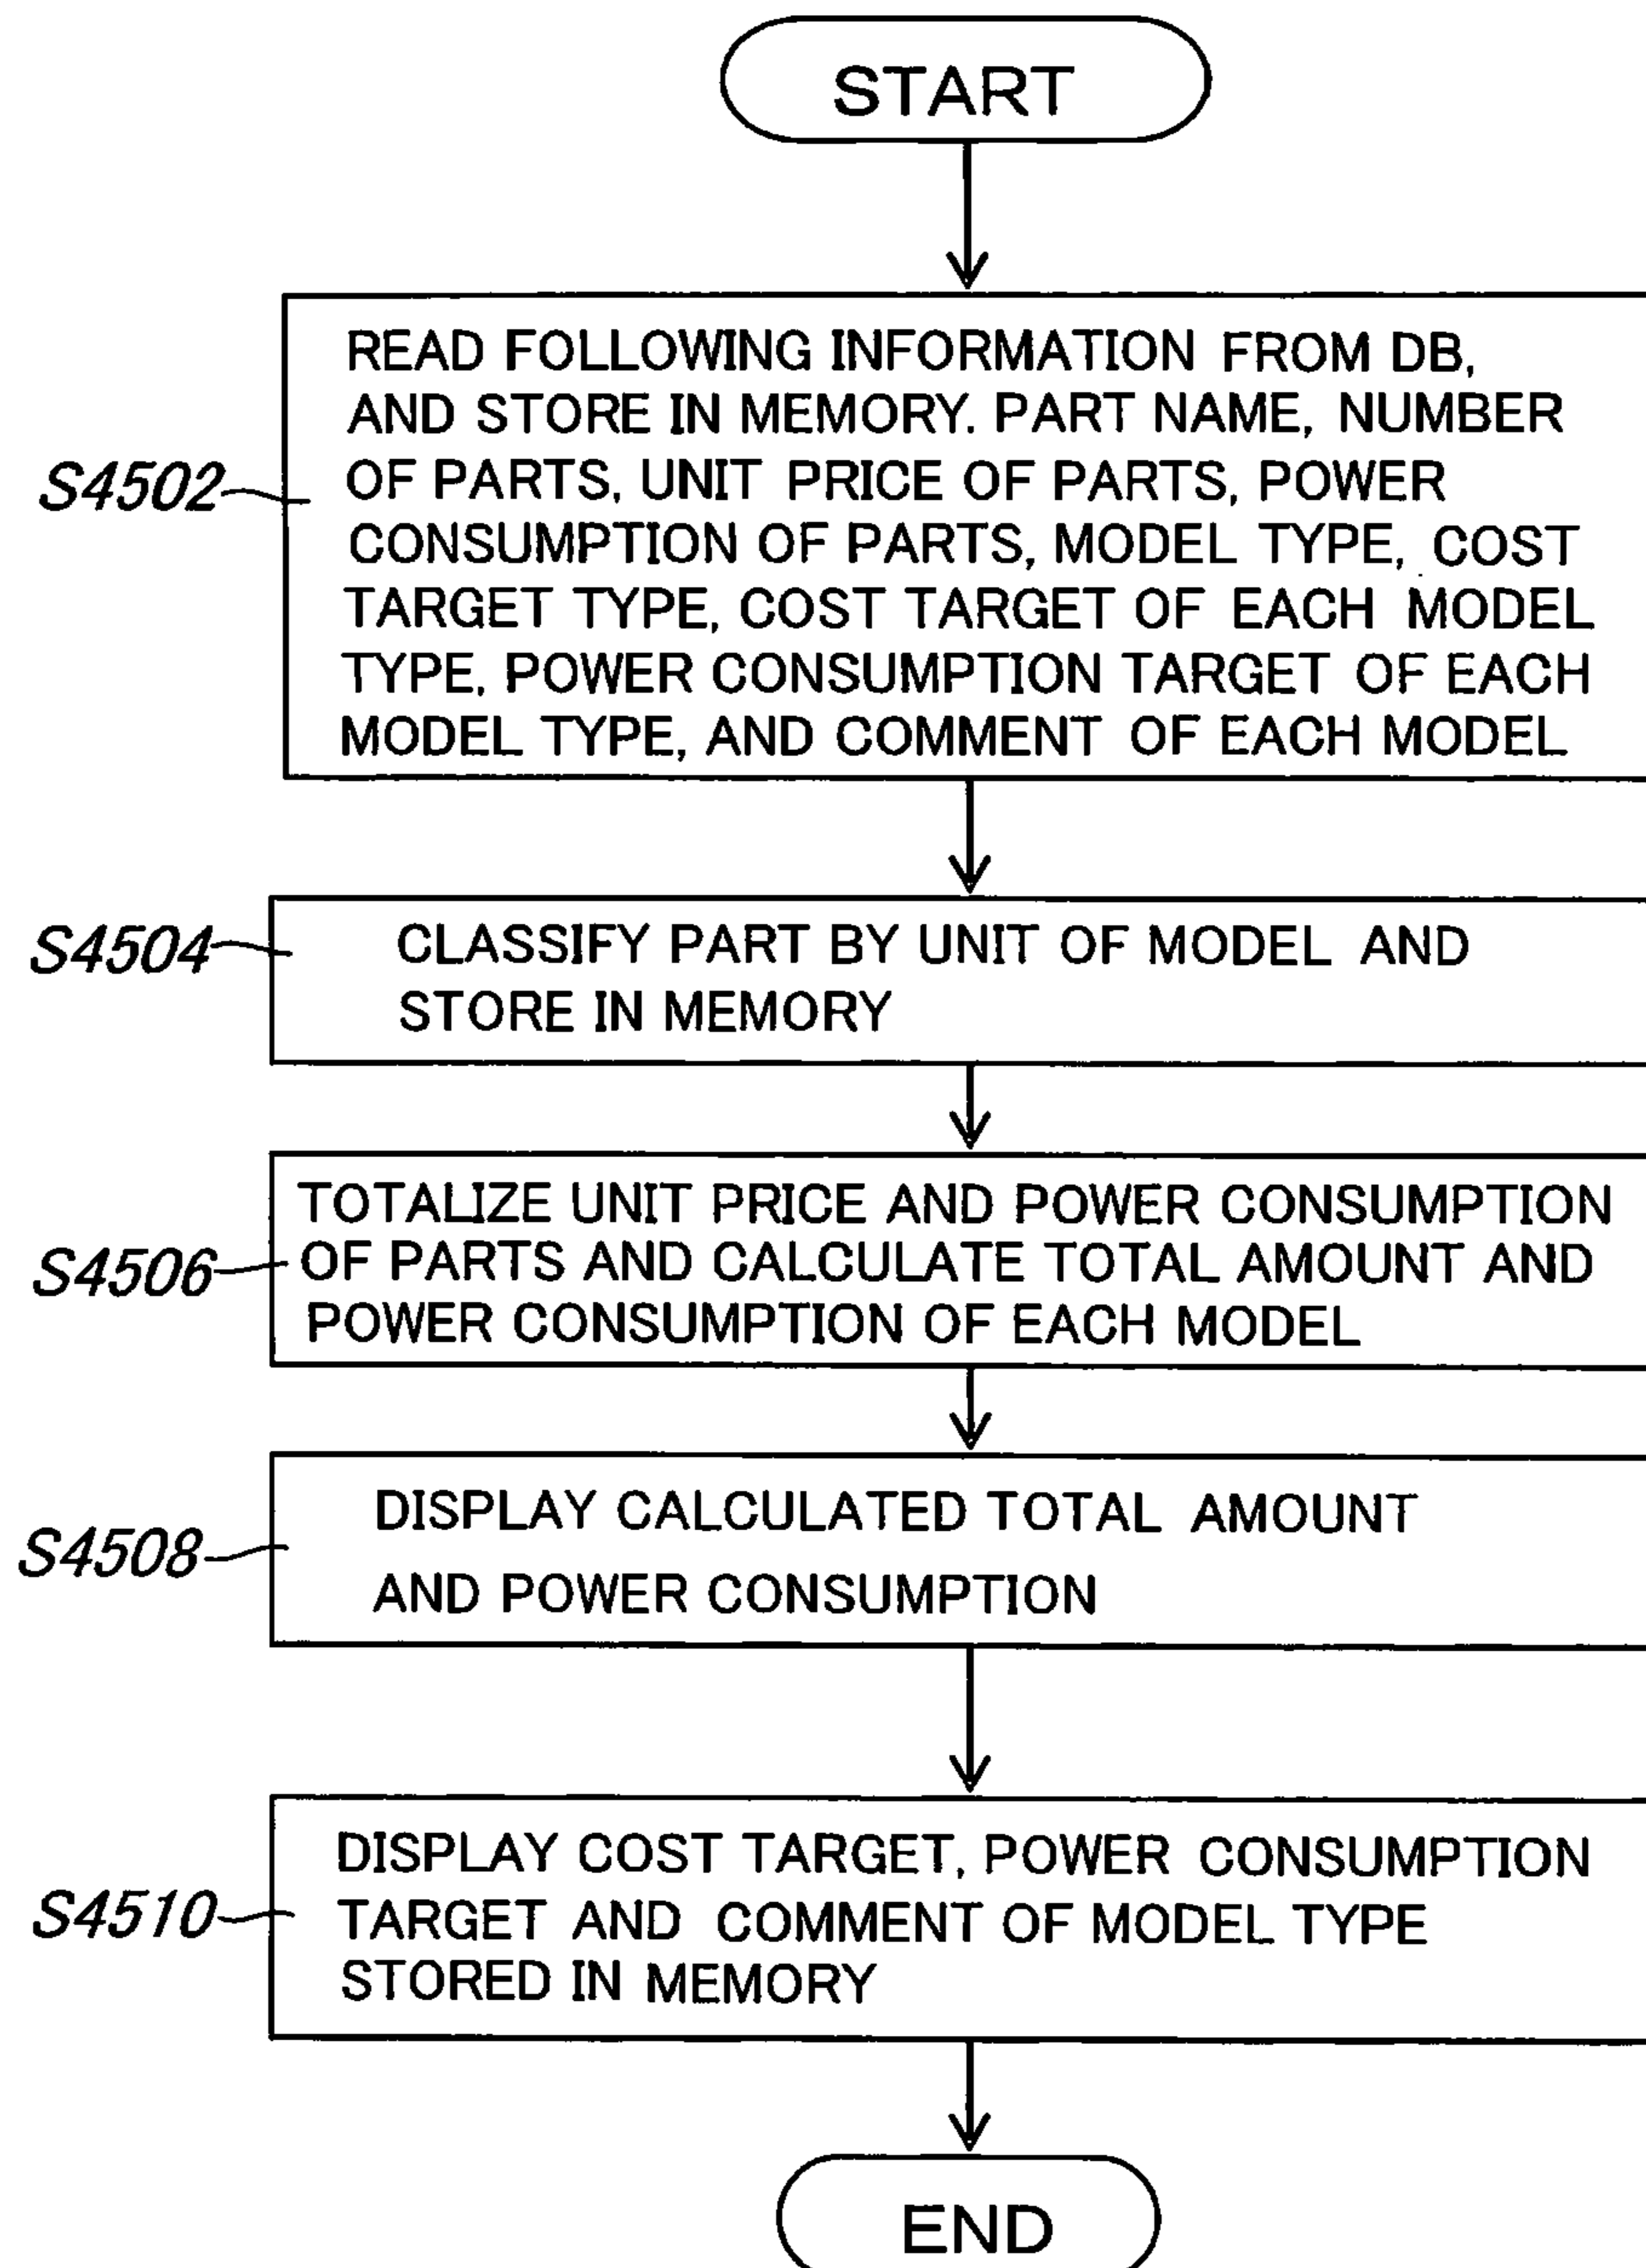 START
READ FOLLOWING INFORMATION FROM DB,
AND STORE IN MEMORY. PART NAME, NUMBER
S4502
OF PARTS, UNIT PRICE OF PARTS, POWER
CONSUMPTION OF PARTS, MODEL TYPE, COST
TARGET TYPE, COST TARGET OF EACH MODEL
TYPE, POWER CONSUMPTION TARGET OF EACH
MODEL TYPE, AND COMMENT OF EACH MODEL
S4504
CLASSIFY PART BY UNIT OF MODEL AND
STORE IN MEMORY
TOTALIZE UNIT PRICE AND POWER CONSUMPTION
S4506
OF PARTS AND CALCULATE TOTAL AMOUNT AND
POWER CONSUMPTION OF EACH MODEL
DISPLAY CALCULATED TOTAL AMOUNT
S4508
AND POWER CONSUMPTION
DISPLAY COST TARGET, POWER CONSUMPTION
S4510
TARGET AND COMMENT OF MODEL TYPE
STORED IN MEMORY
END